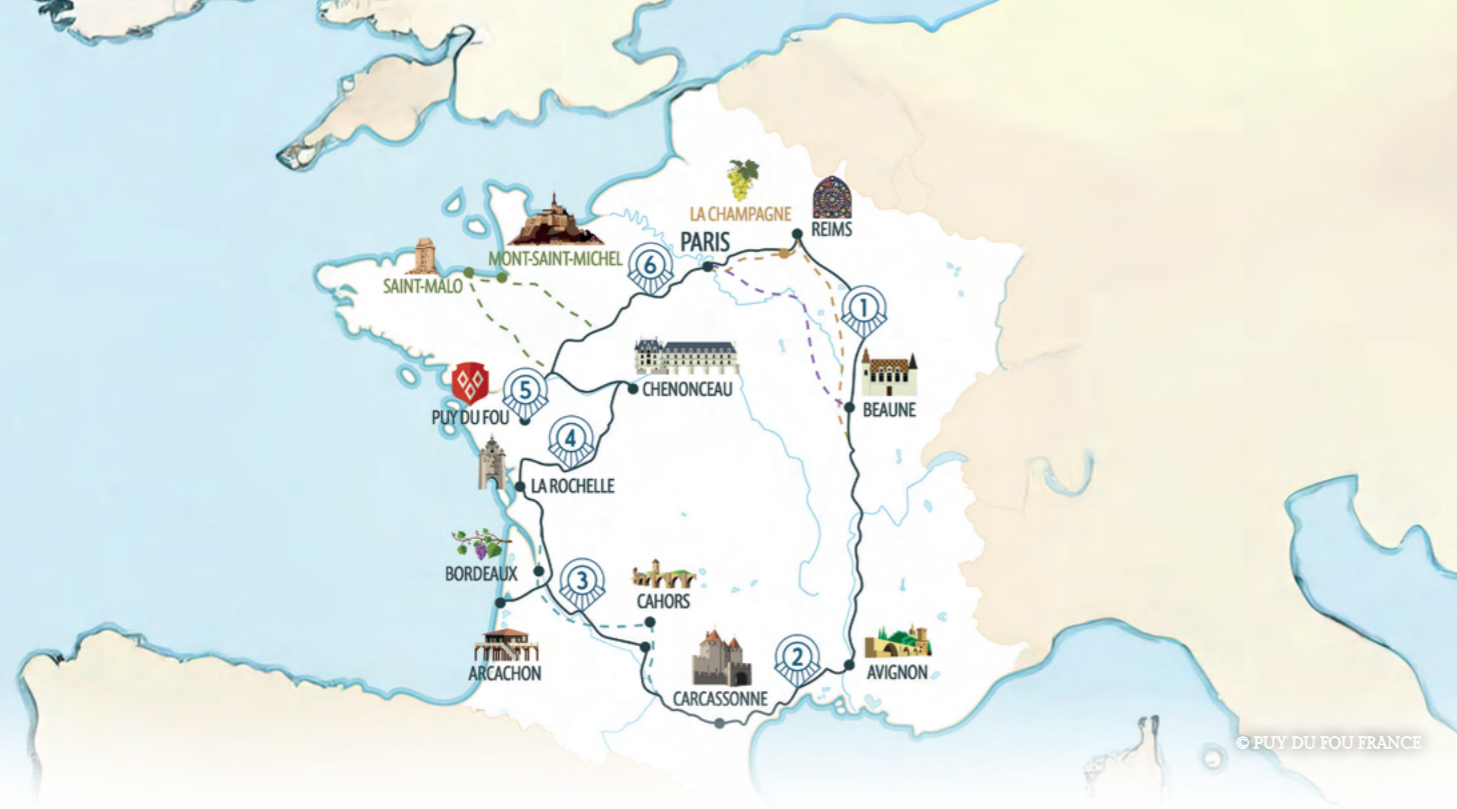 LA CHAMPAGNE
REIMS
PARIS
6
MONT-SAINT-MICHEL
SAINT-MALO
1
CHENONCEAU
5
PUY DU FOU
BEAUNE
4
LA ROCHELLE
BORDEAUX
3
CAHORS
ARCACHON
2
AVIGNON
CARCASSONNE
© PUY DU FOU FRANCE